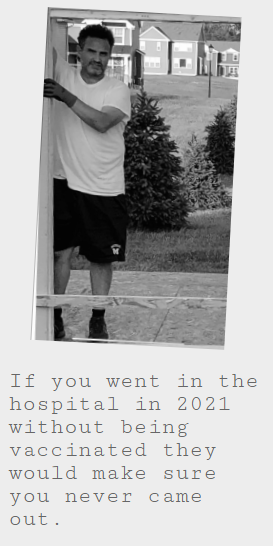 If you went in the
hospital in 2021
without being
vaccinated they
would make sure
you never came
out.